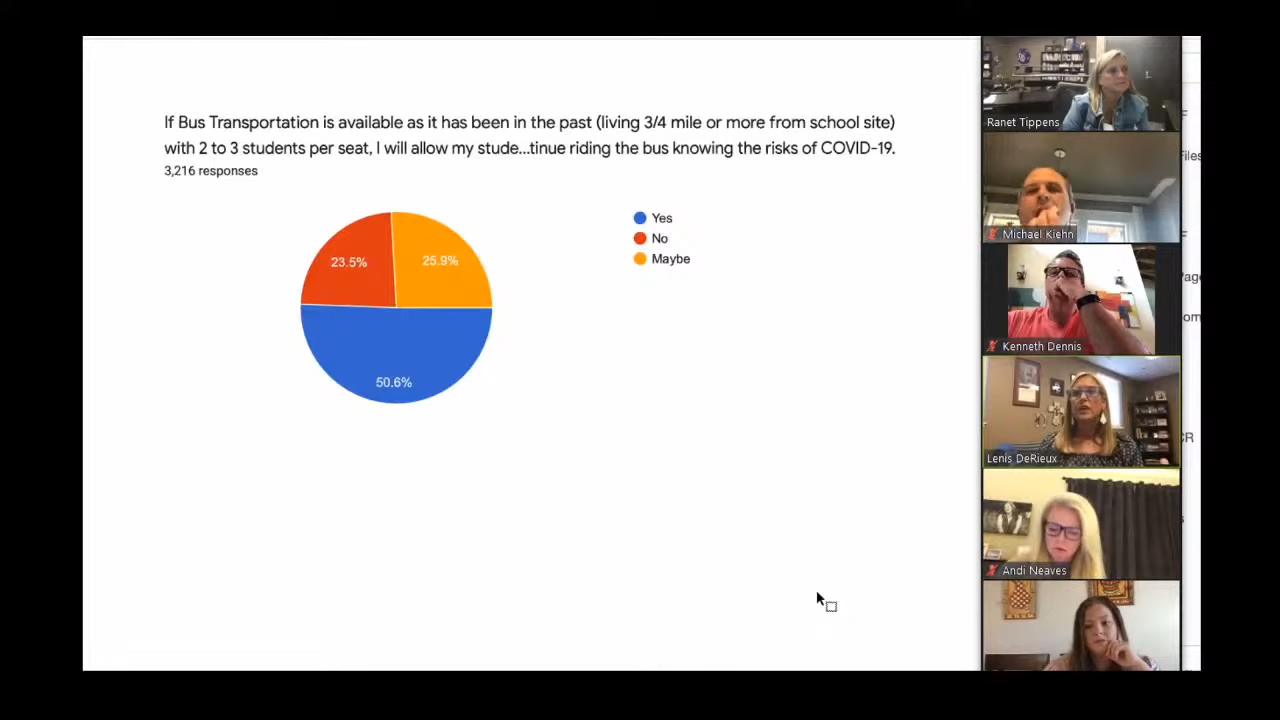 If Bus Transportation is available as it has been in the past (living 3/4 mile or more from school site)
with 2 to 3 students per seat, I will allow my stude...tinue riding the bus knowing the risks of COVID-19.
3,216 responses
Yes
No
Maybe
23.5%
25.9%
50.6%
Ranet Tippens
Michael Kiehn
Kenneth Dennis
Lenis DeRieux
Andi Neaves